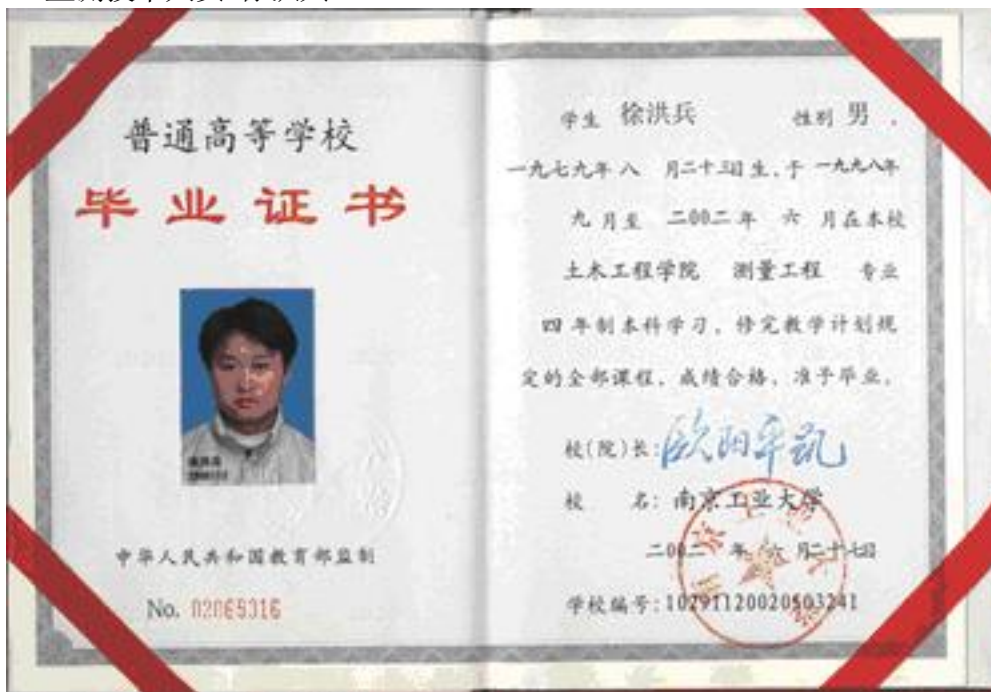 普通高等学校
毕业证书
中华人民共和国教育部监制
No. 02065316
学生 徐洪兵 性别 男 ,
一九七九年八 月二十三日生, 于 一九九八年
九 月至 二00二 年 六 月在本校
土木工程学院 测量工程 专业
四 年制本科学习, 修完教学计划规
定的全部课程, 成绩合格, 准予毕业。
校(院)长: 欧阳平凯
校 名: 南京工业大学
二00二 年 六 月二十七日
学校编号: 10291120020503241